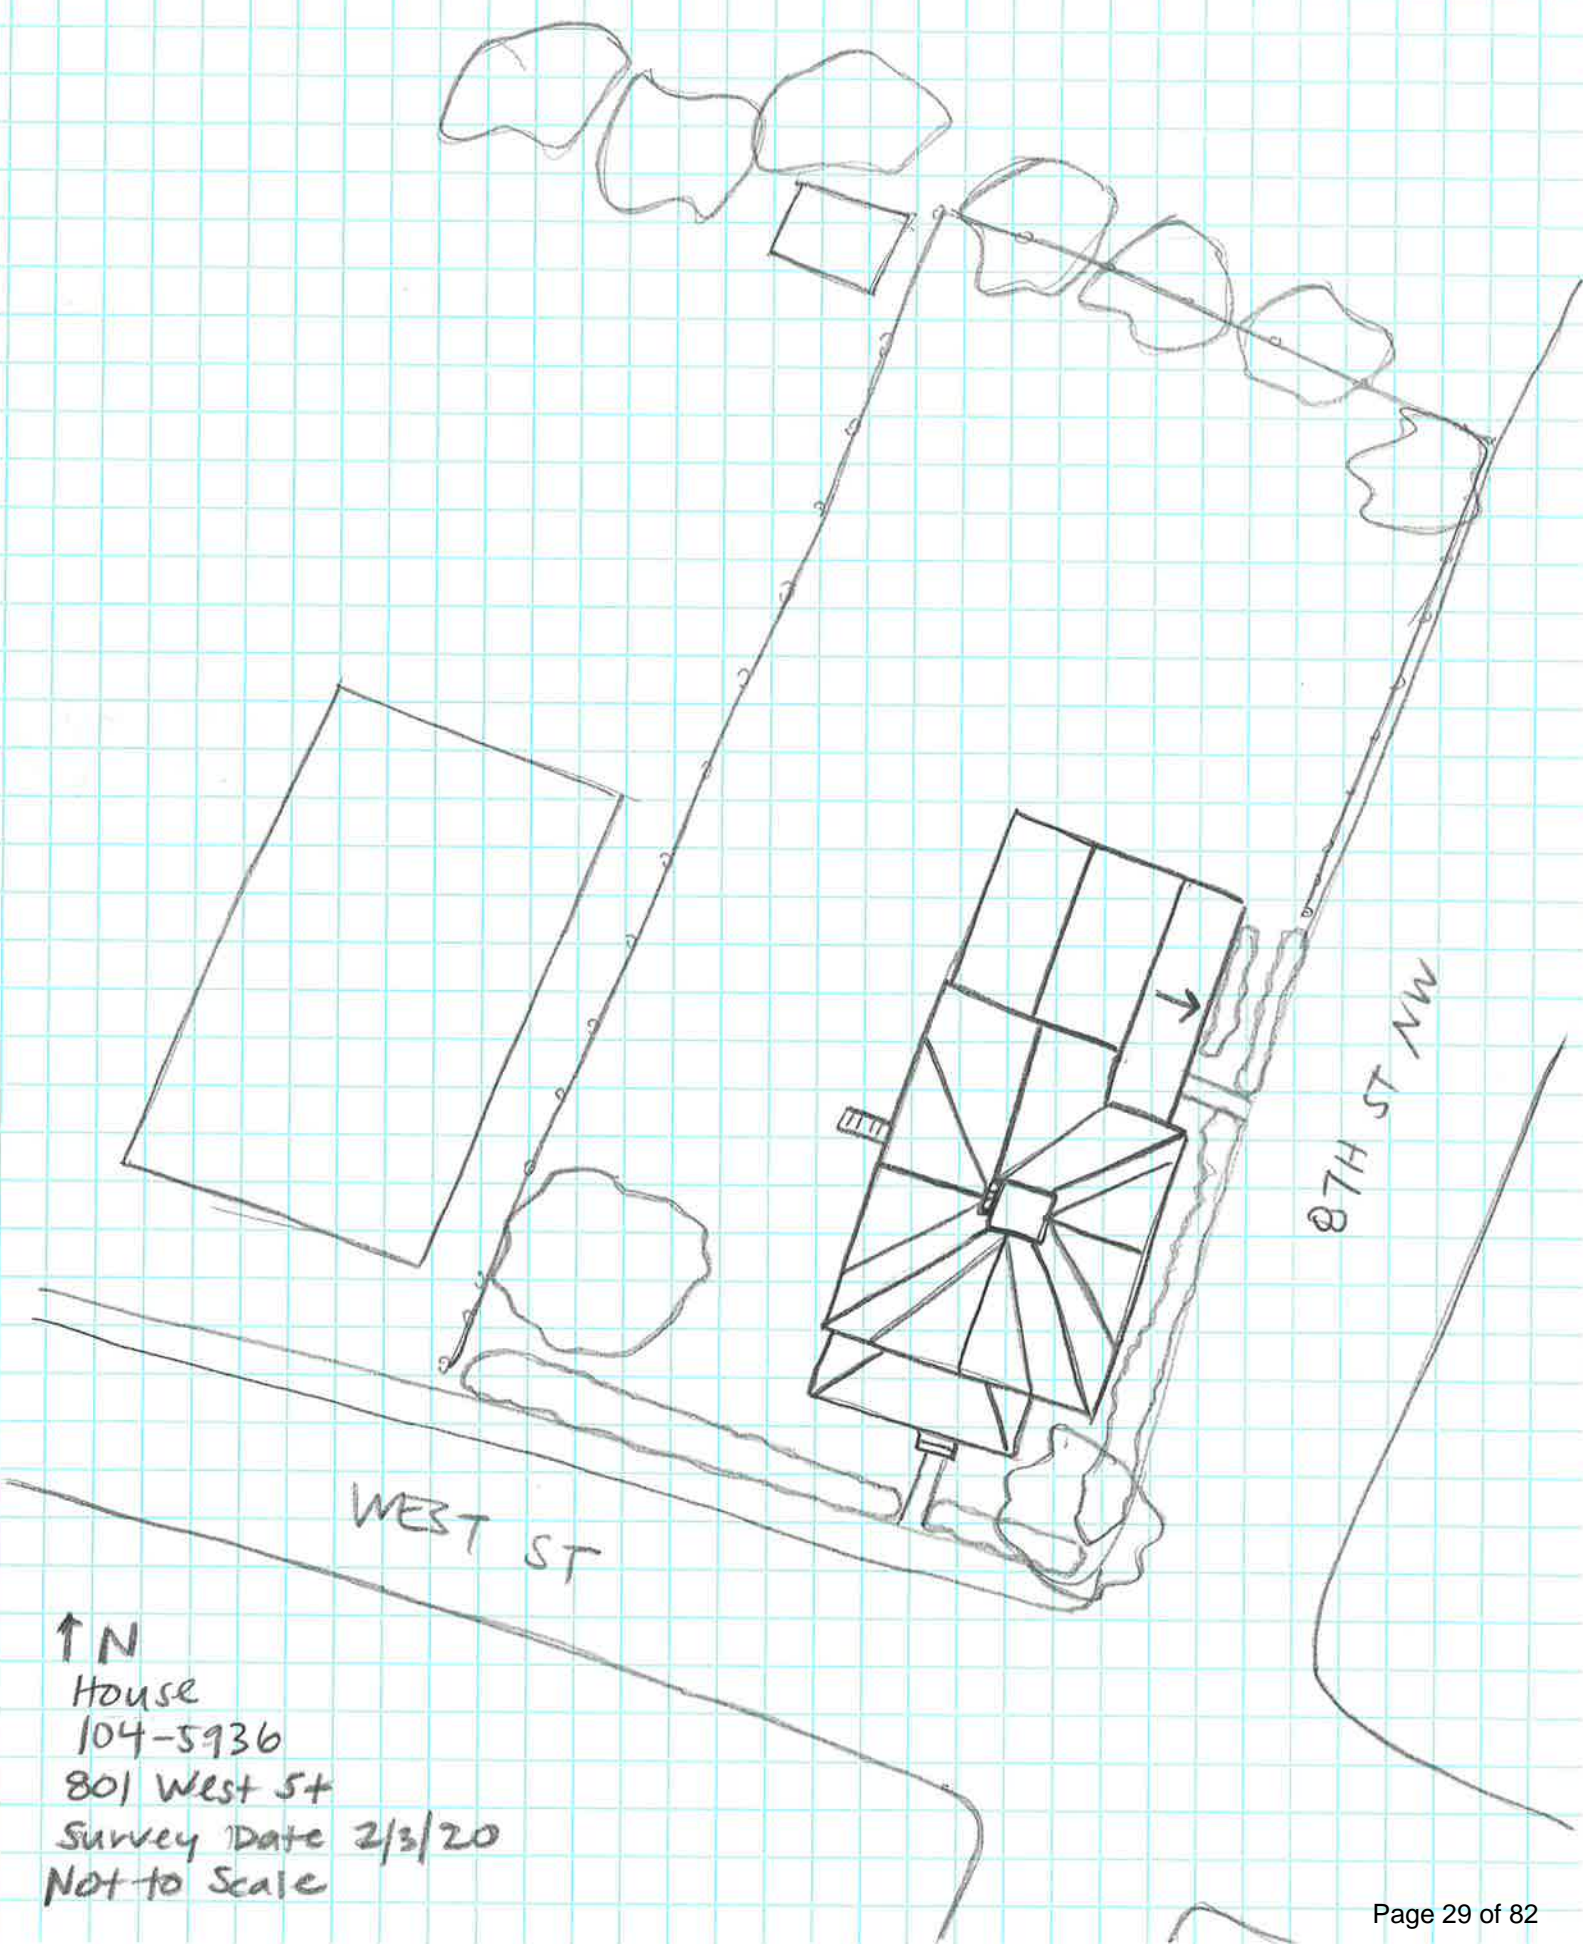 87TH ST NW
WEST ST
↑ N
House
104-5936
801 West St
Survey Date 2/3/20
Not to Scale
Page 29 of 82